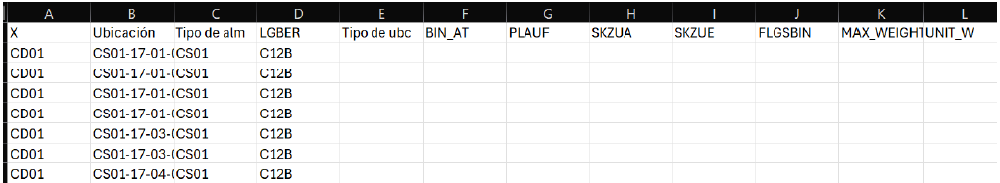 A B C D E F G H I J K L
X Ubicación Tipo de alm LGBER Tipo de ubc BIN_AT PLAUF SKZUA SKZUE FLGSBIN MAX_WEIGHT UNIT_W
CD01 CS01-17-01- CS01 C12B
CD01 CS01-17-01- CS01 C12B
CD01 CS01-17-01- CS01 C12B
CD01 CS01-17-01- CS01 C12B
CD01 CS01-17-03- CS01 C12B
CD01 CS01-17-03- CS01 C12B
CD01 CS01-17-04- CS01 C12B